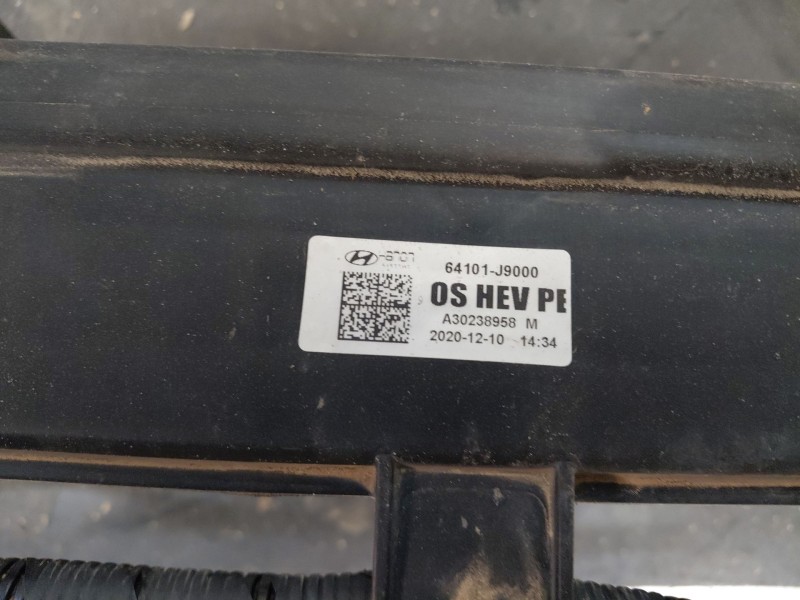 64101-J9000
OS HEV PE
A30238958 M
2020-12-10 14:34